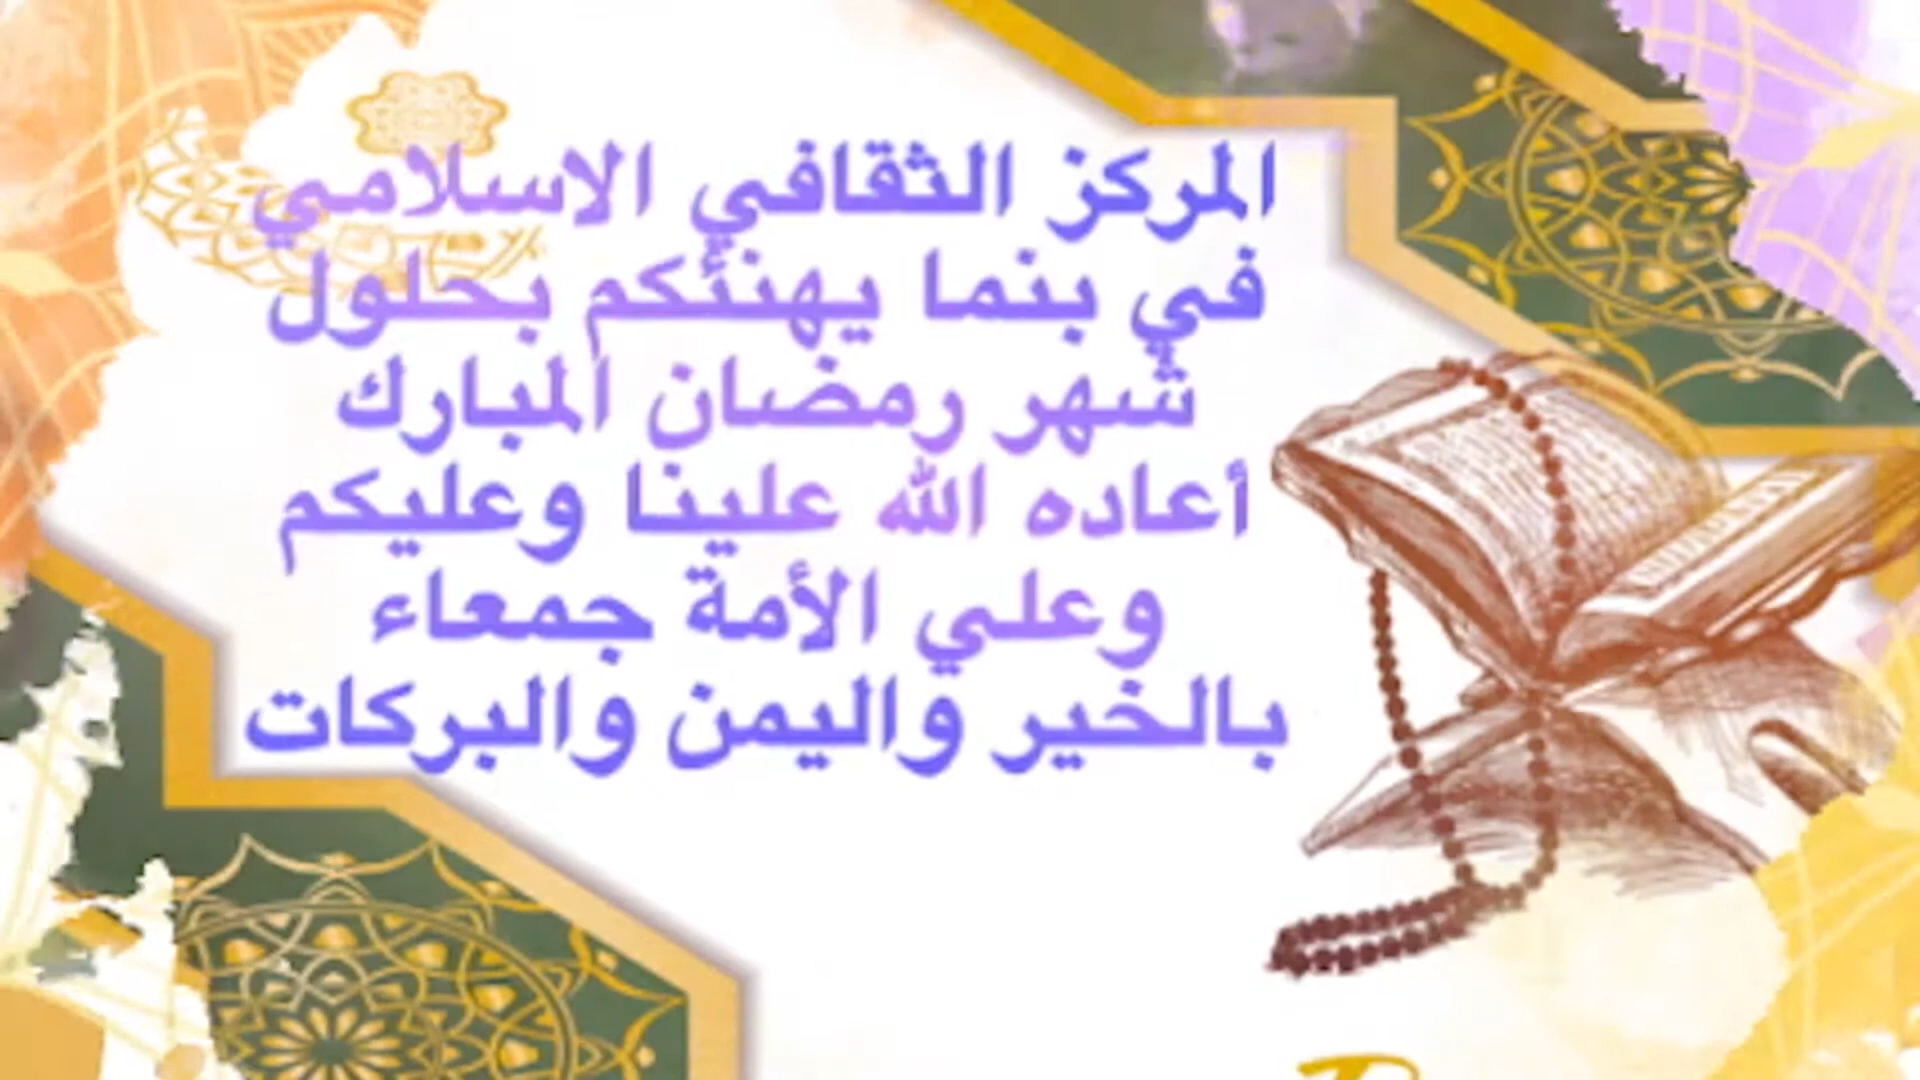 المركز الثقافي الاسلامي
في بنما يهنئكم بحلول
شهر رمضان المبارك
أعاده الله علينا وعليكم
وعلي الأمة جمعاء
بالخير واليمن والبركات